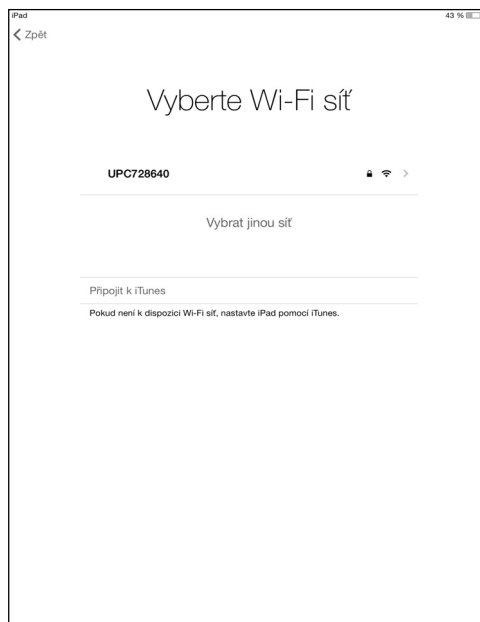 iPad
43 %
Zpět
Vyberte Wi-Fi síť
UPC728640
Vybrat jinou síť
Připojit k iTunes
Pokud není k dispozici Wi-Fi síť, nastavte iPad pomocí iTunes.